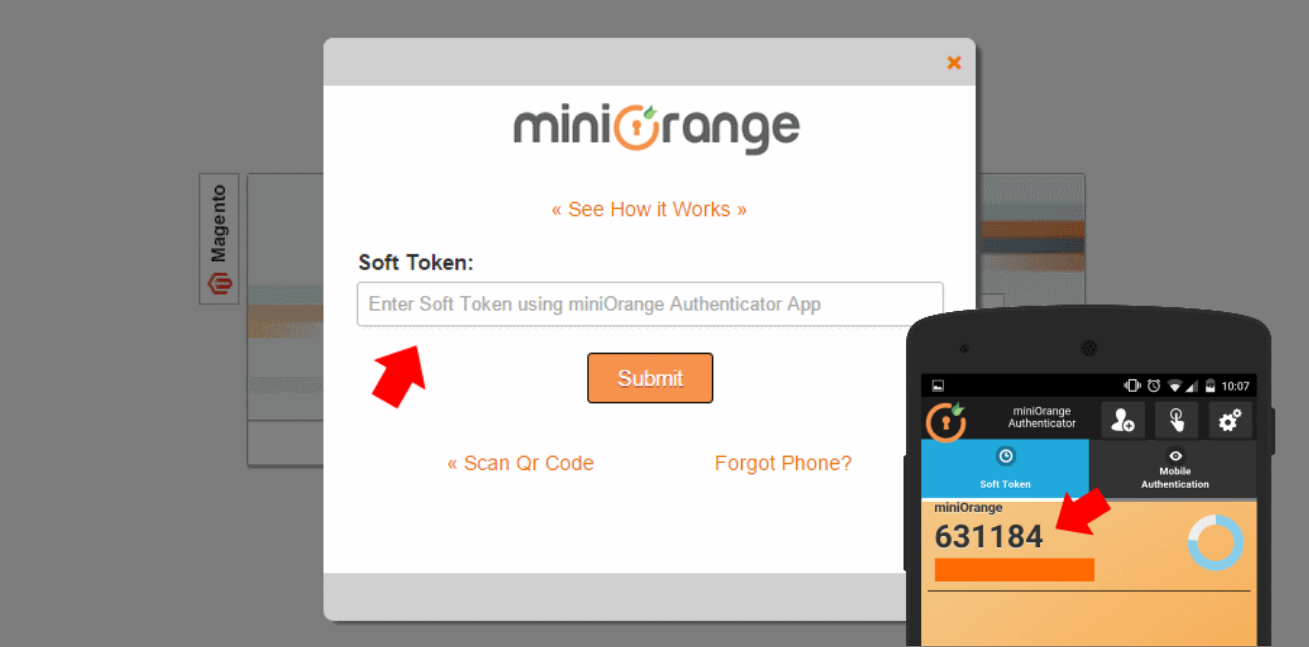 miniOrange
« See How it Works »
Magento
Soft Token:
Enter Soft Token using miniOrange Authenticator App
Submit
« Scan Qr Code
Forgot Phone?
10:07
miniOrange
Authenticator
Soft Token
Mobile
Authentication
miniOrange
631184